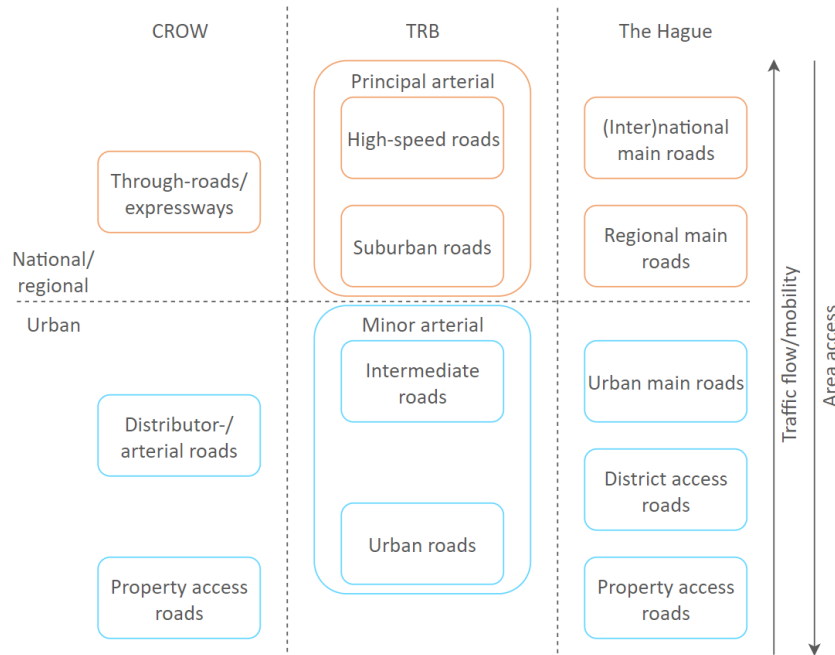 CROW
TRB
The Hague
Principal arterial
High-speed roads
(Inter)national
main roads
Through-roads/
expressways
Suburban roads
Regional main
roads
National/
regional
Urban
Minor arterial
Intermediate
roads
Urban main roads
Distributor-/
arterial roads
District access
roads
Urban roads
Property access
roads
Property access
roads
Traffic flow/mobility
Area access